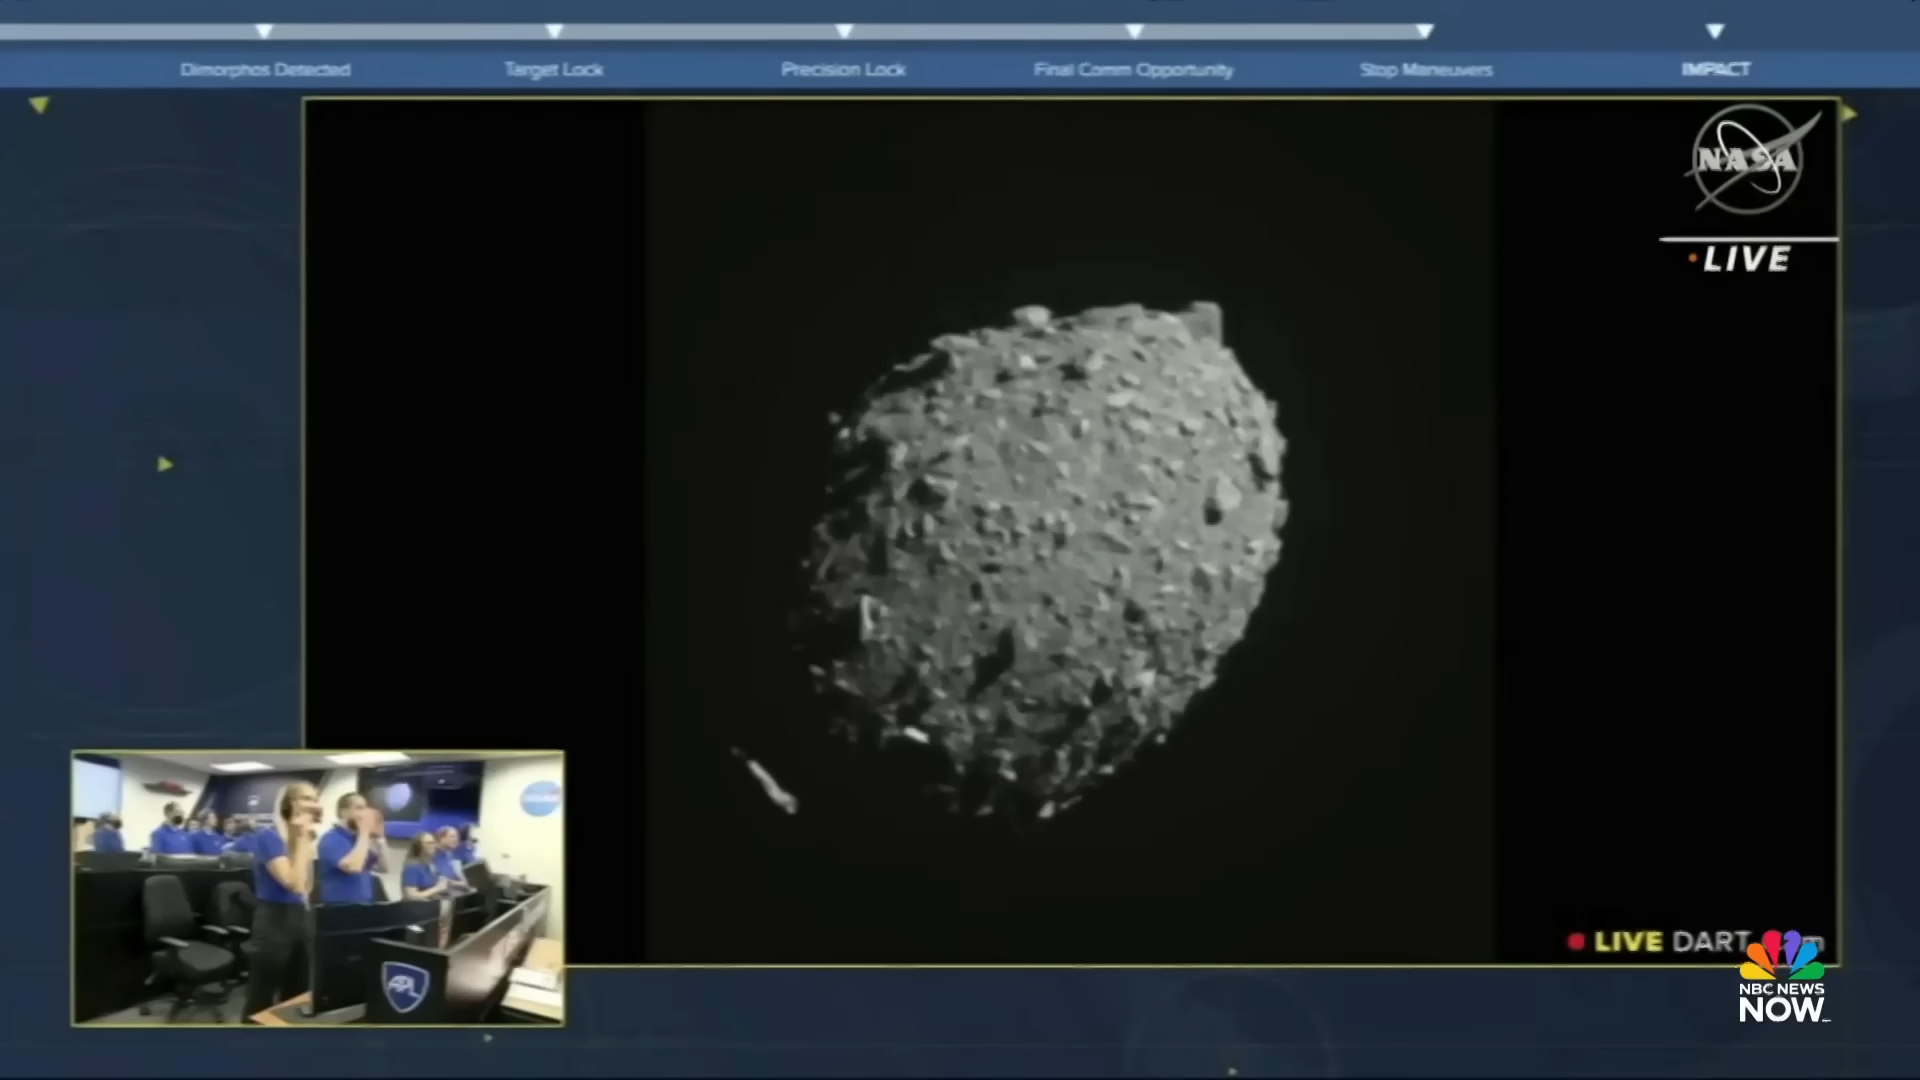 Dimorphos Detected
Target Lock
Precision Lock
Final Comm Opportunity
Stop Maneuvers
IMPACT
NASA
LIVE
LIVE DART
NBC NEWS
NOW
APL